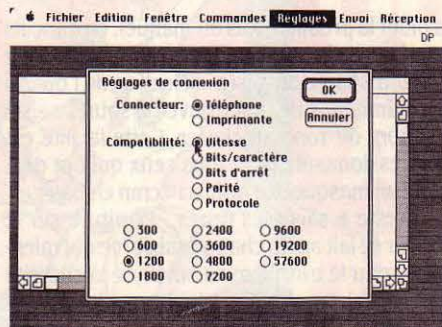 Fichier Edition Fenêtre Commandes Réglages Envoi Réception
DP
Réglages de connexion
OK
Connecteur: Téléphone
Imprimante
Annuler
Compatibilité: Vitesse
Bits/caractère
Bits d'arrêt
Parité
Protocole
300 2400 9600
600 3600 19200
1200 4800 57600
1800 7200